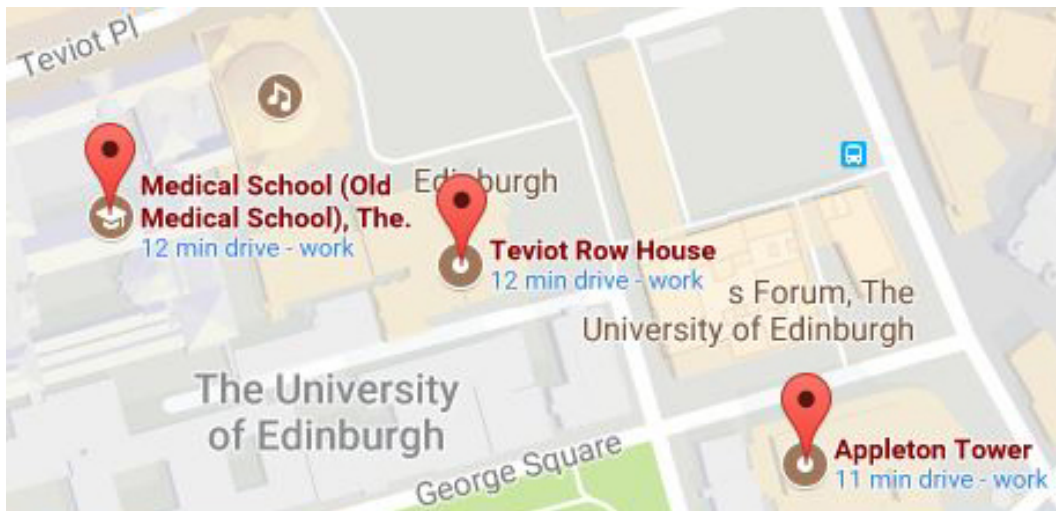 Teviot Pl
Medical School (Old
Medical School), The.
12 min drive - work
Edinburgh
Teviot Row House
12 min drive - work
s Forum, The
University of Edinburgh
The University
of Edinburgh
George Square
Appleton Tower
11 min drive - work